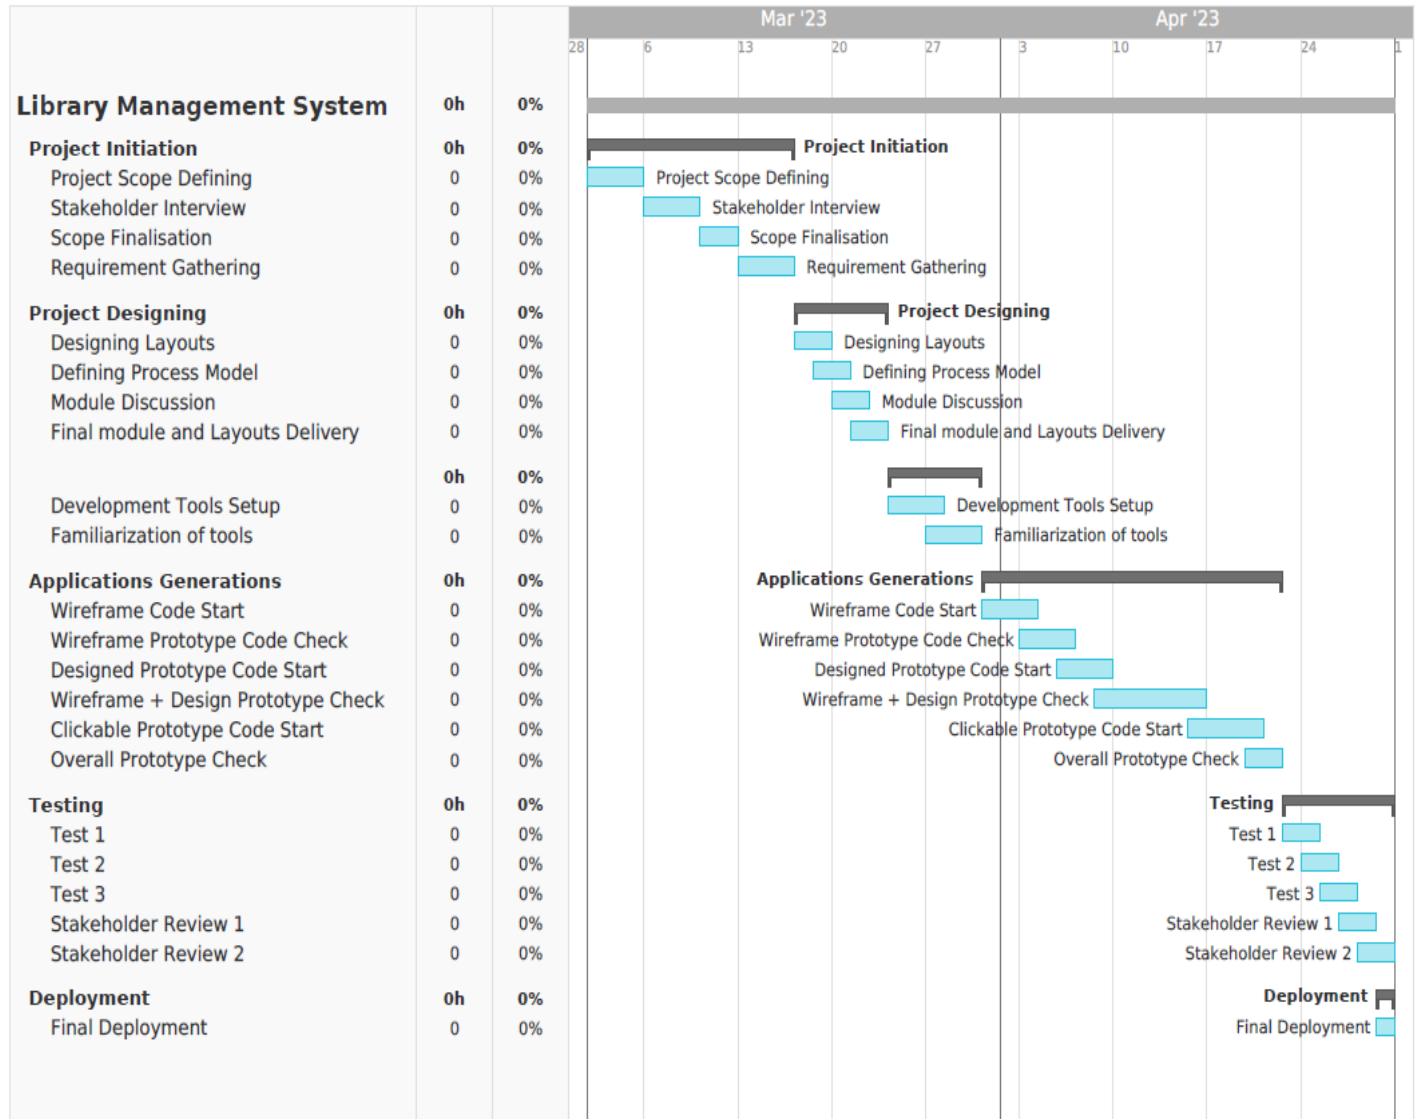 Mar '23 Apr '23
28 6 13 20 27 3 10 17 24 1
Library Management System 0h 0%
Project Initiation 0h 0% Project Initiation
Project Scope Defining 0 0% Project Scope Defining
Stakeholder Interview 0 0% Stakeholder Interview
Scope Finalisation 0 0% Scope Finalisation
Requirement Gathering 0 0% Requirement Gathering
Project Designing 0h 0% Project Designing
Designing Layouts 0 0% Designing Layouts
Defining Process Model 0 0% Defining Process Model
Module Discussion 0 0% Module Discussion
Final module and Layouts Delivery 0 0% Final module and Layouts Delivery
0h 0%
Development Tools Setup 0 0% Development Tools Setup
Familiarization of tools 0 0% Familiarization of tools
Applications Generations 0h 0% Applications Generations
Wireframe Code Start 0 0% Wireframe Code Start
Wireframe Prototype Code Check 0 0% Wireframe Prototype Code Check
Designed Prototype Code Start 0 0% Designed Prototype Code Start
Wireframe + Design Prototype Check 0 0% Wireframe + Design Prototype Check
Clickable Prototype Code Start 0 0% Clickable Prototype Code Start
Overall Prototype Check 0 0% Overall Prototype Check
Testing 0h 0% Testing
Test 1 0 0% Test 1
Test 2 0 0% Test 2
Test 3 0 0% Test 3
Stakeholder Review 1 0 0% Stakeholder Review 1
Stakeholder Review 2 0 0% Stakeholder Review 2
Deployment 0h 0% Deployment
Final Deployment 0 0% Final Deployment